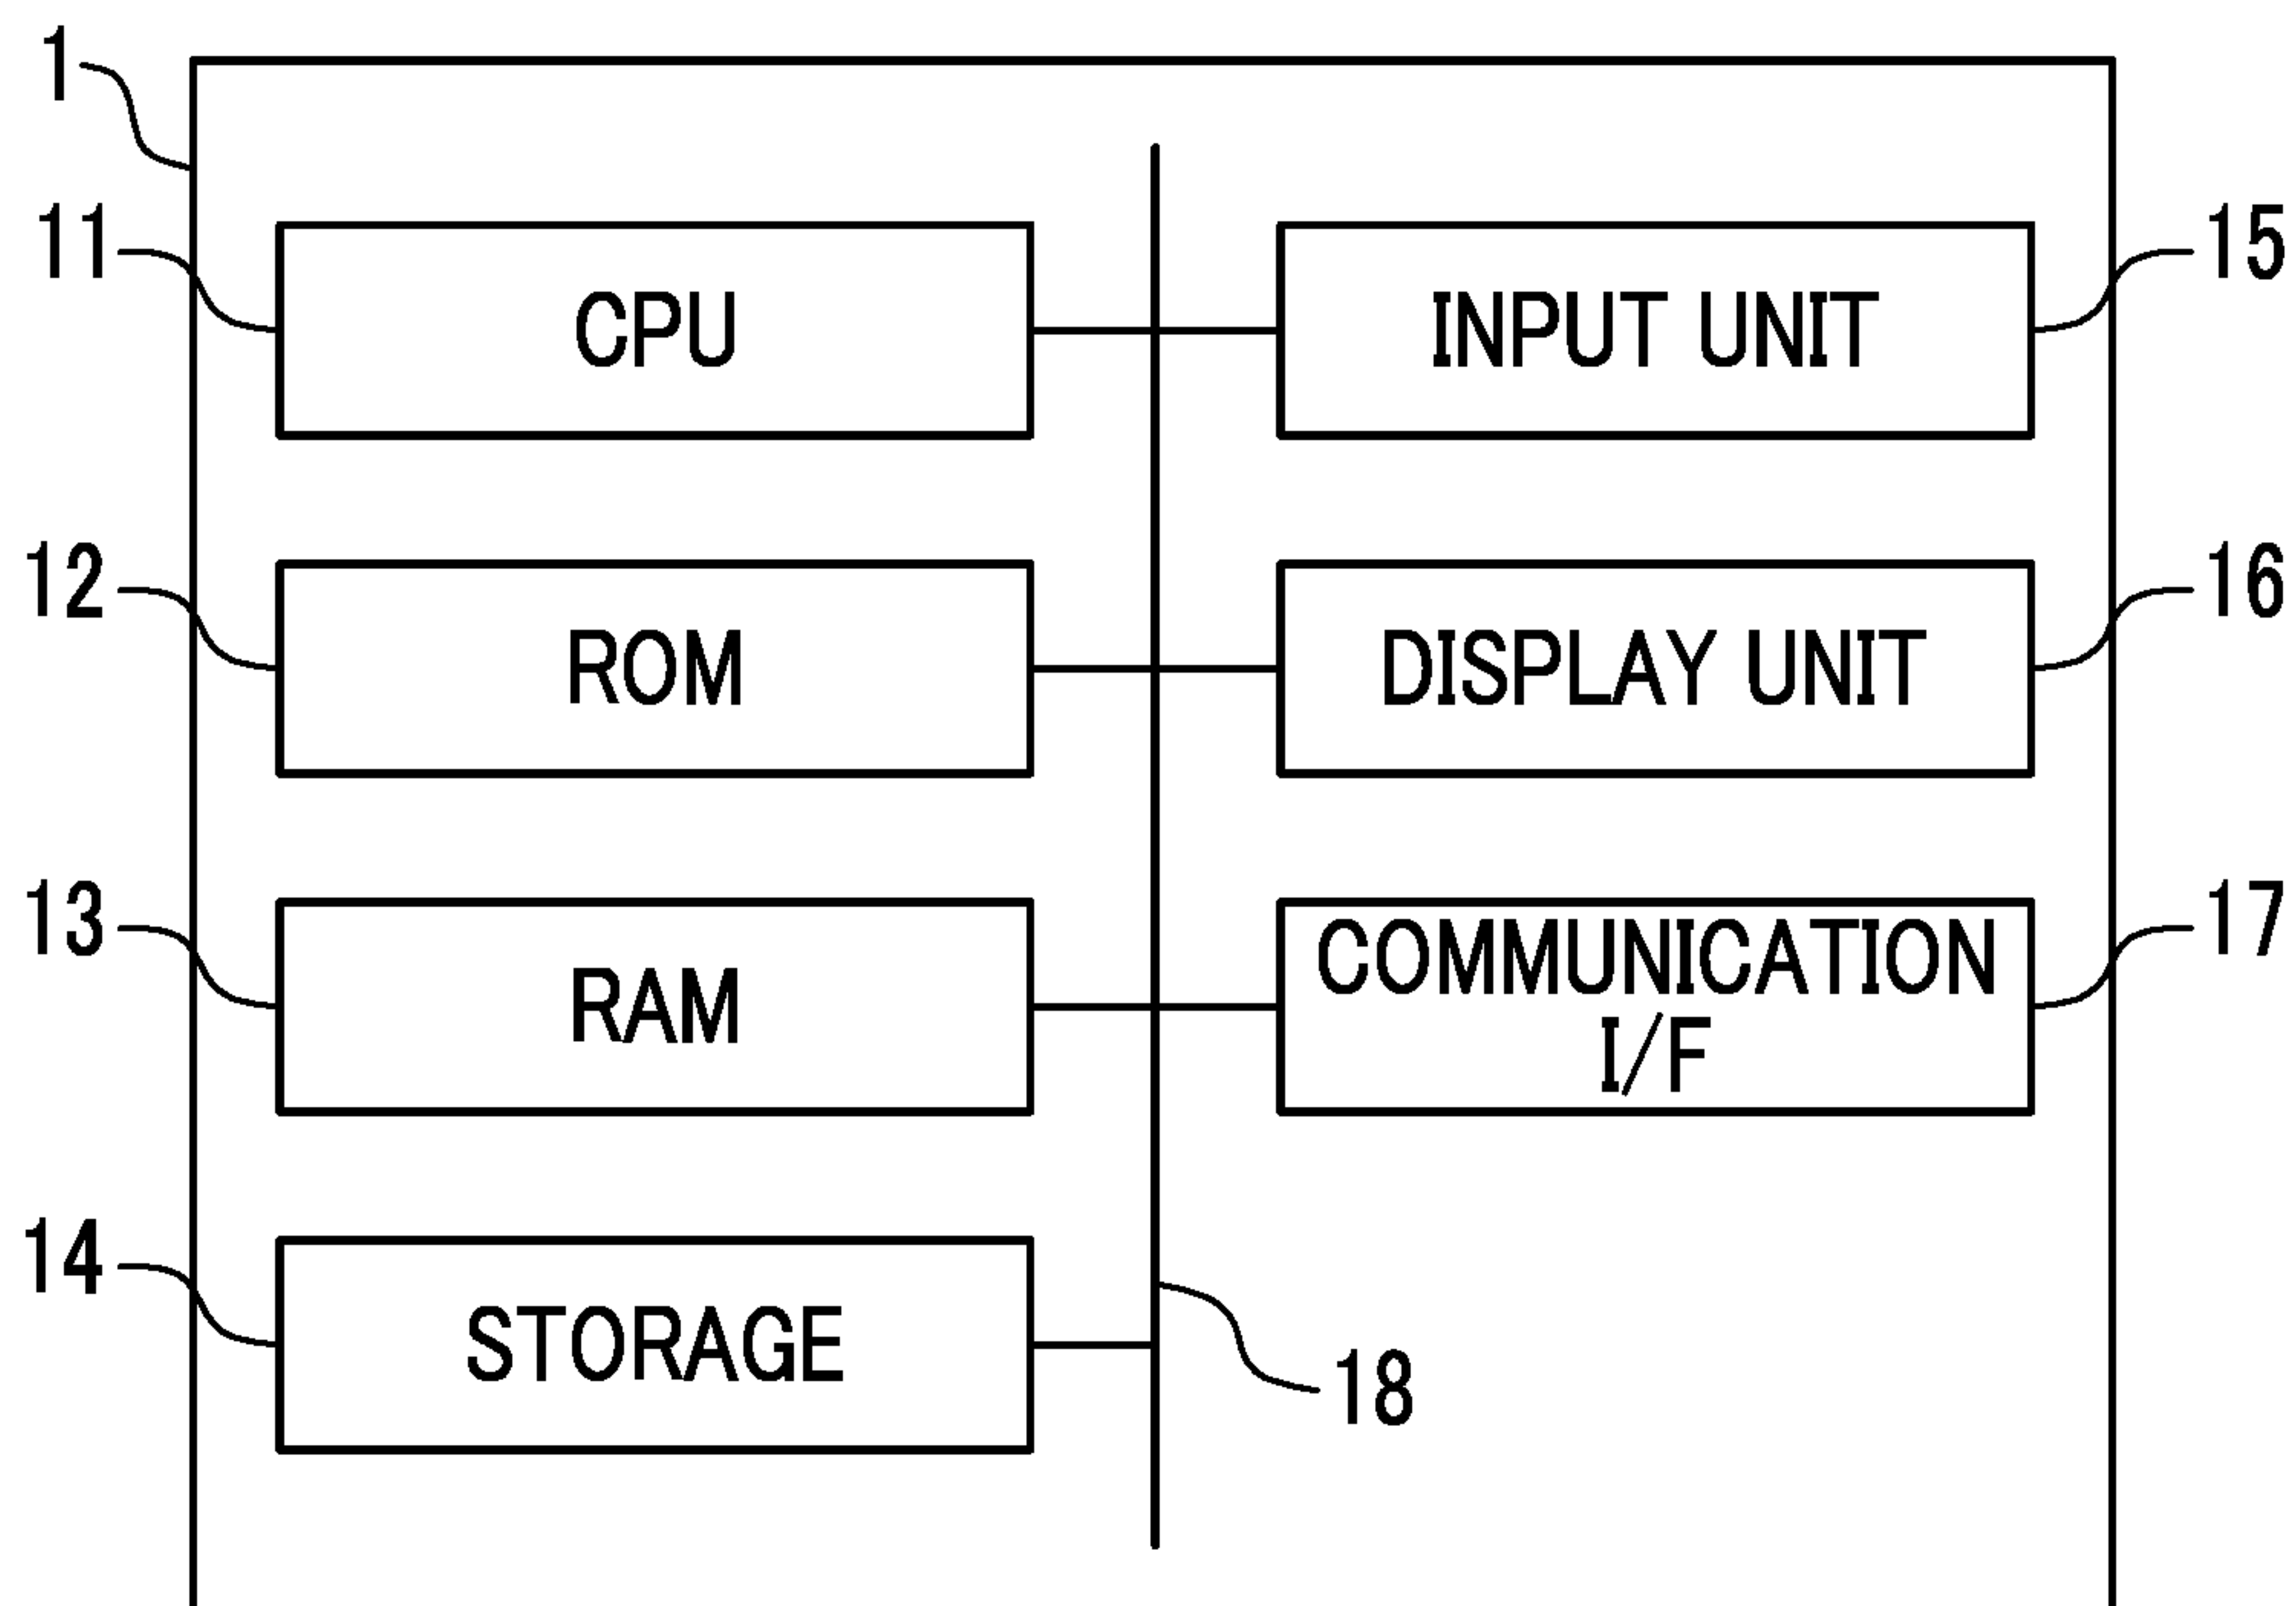 1
11
CPU
INPUT UNIT
15
12
ROM
DISPLAY UNIT
16
13
RAM
COMMUNICATION
I/F
17
14
STORAGE
18